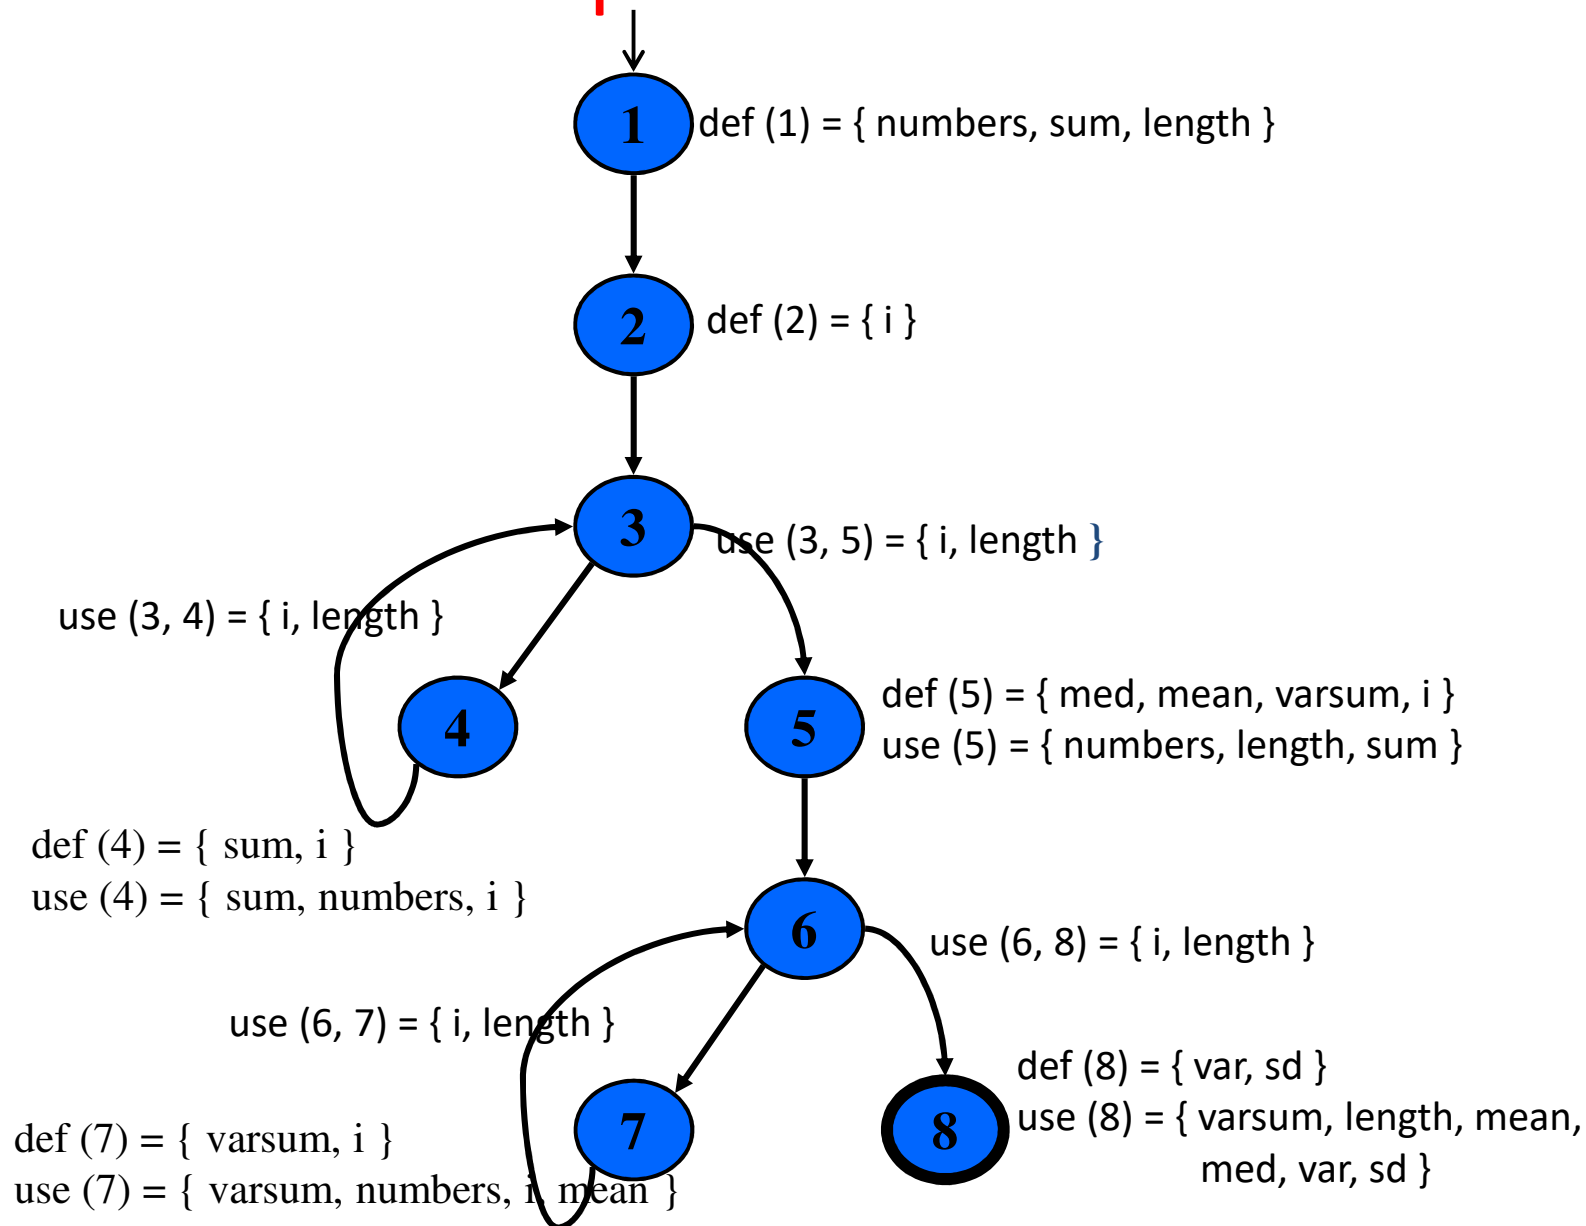 1
def (1) = { numbers, sum, length }
2
def (2) = { i }
3
use (3, 5) = { i, length }
use (3, 4) = { i, length }
4
5
def (5) = { med, mean, varsum, i }
use (5) = { numbers, length, sum }
def (4) = { sum, i }
use (4) = { sum, numbers, i }
6
use (6, 8) = { i, length }
use (6, 7) = { i, length }
7
8
def (8) = { var, sd }
use (8) = { varsum, length, mean,
med, var, sd }
def (7) = { varsum, i }
use (7) = { varsum, numbers, i, mean }